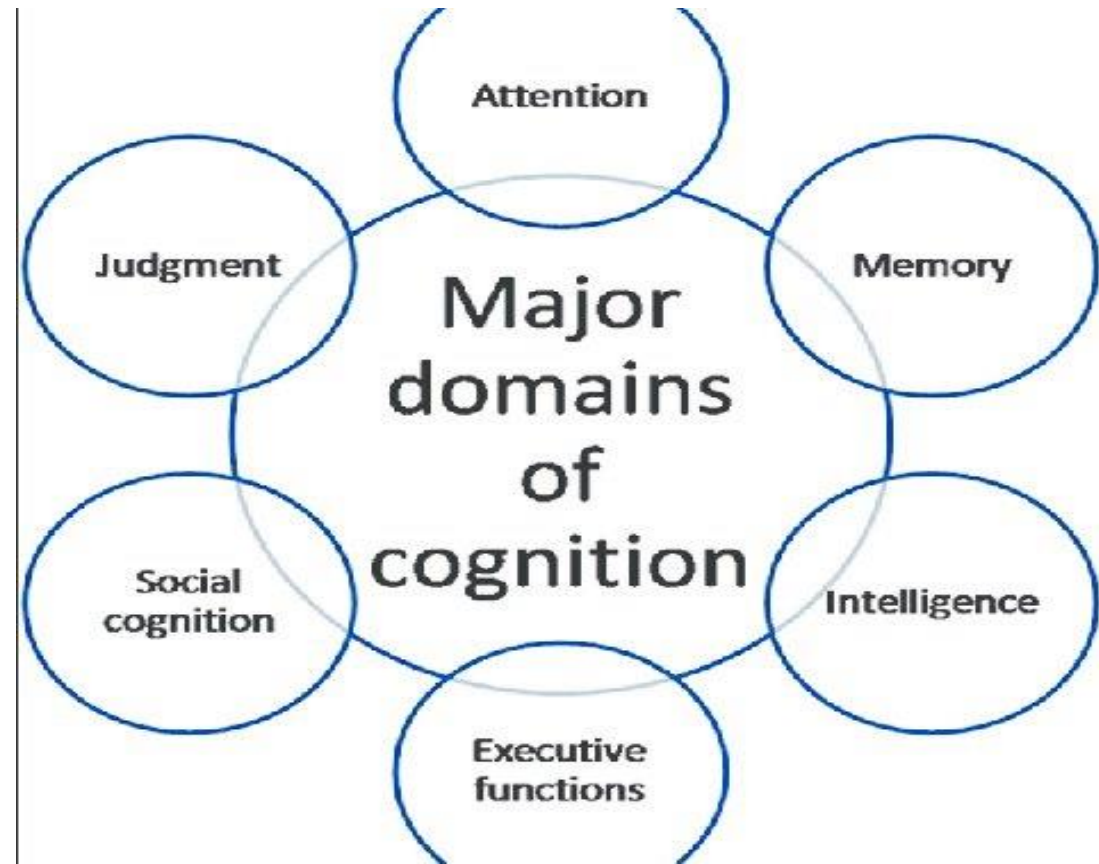 Attention
Judgment
Memory
Major
domains
of
cognition
Social
cognition
Intelligence
Executive
functions